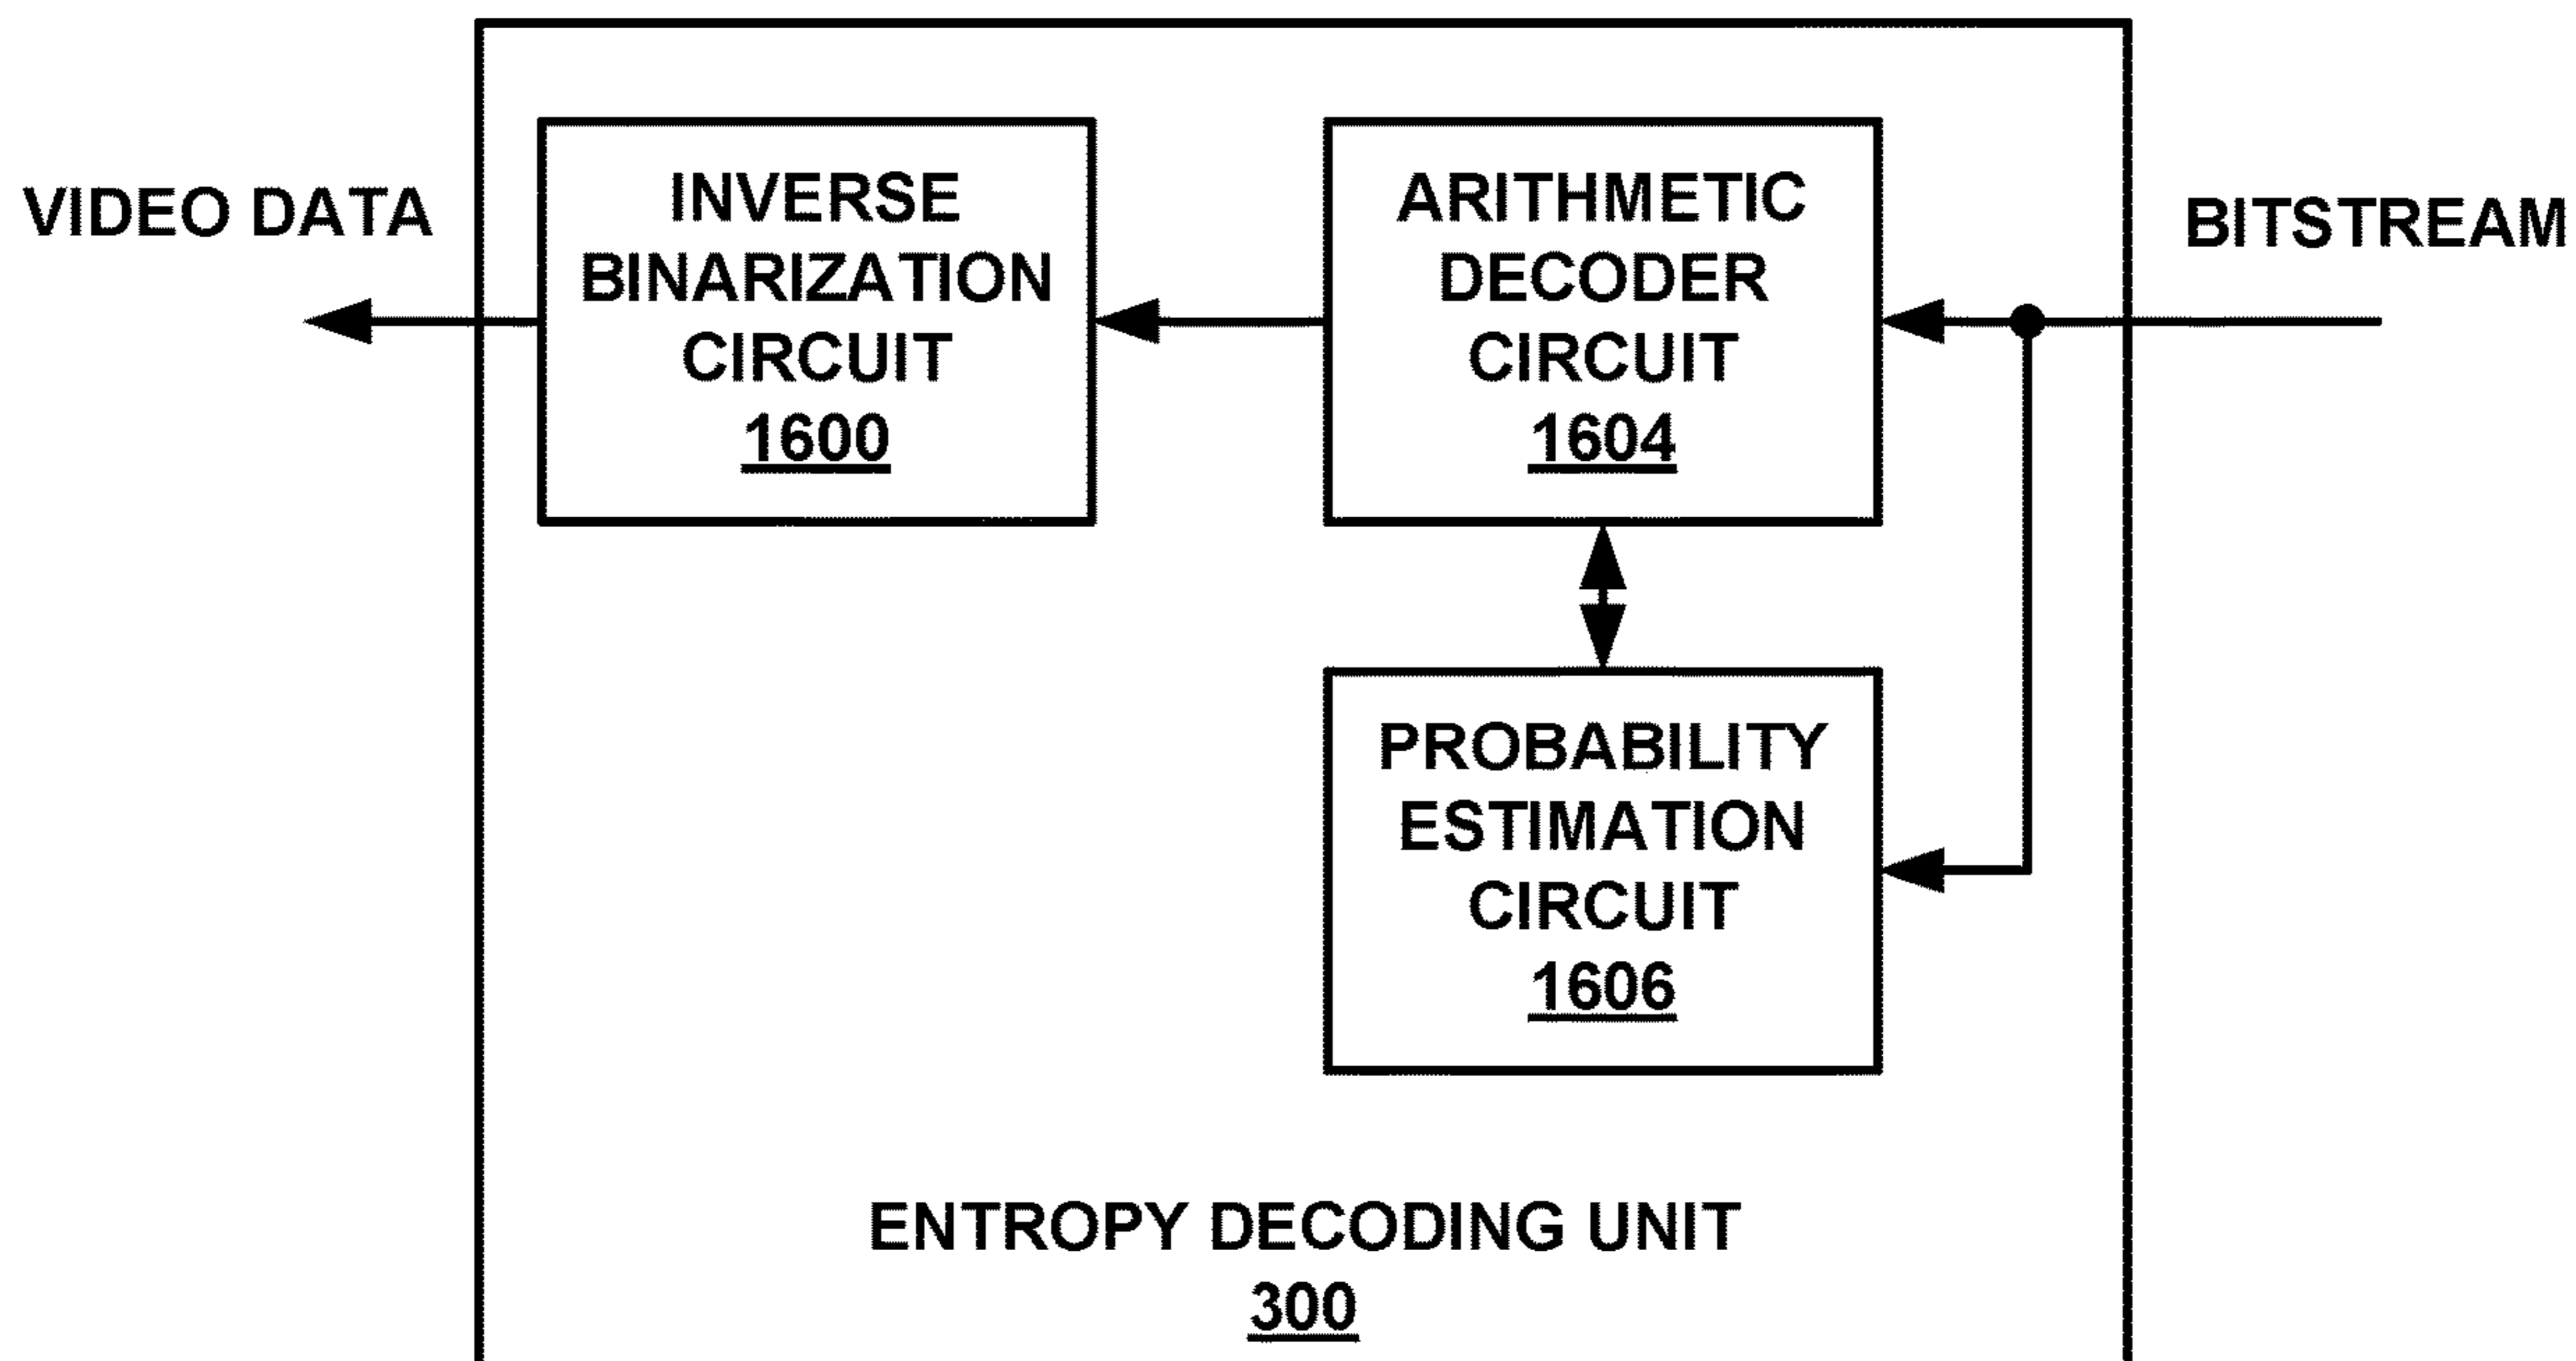 VIDEO DATA
INVERSE
BINARIZATION
CIRCUIT
1600
ARITHMETIC
DECODER
CIRCUIT
1604
BITSTREAM
PROBABILITY
ESTIMATION
CIRCUIT
1606
ENTROPY DECODING UNIT
300